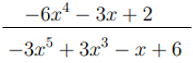 −6x⁴ − 3x + 2
−3x⁵ + 3x³ − x + 6